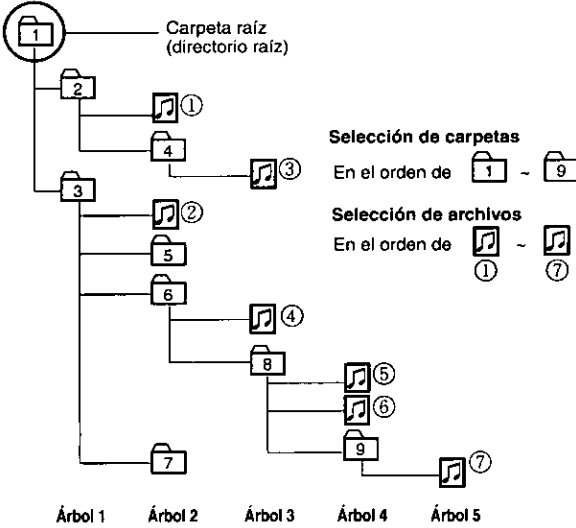 1
Carpeta raíz
(directorio raíz)
2
①
4
③
3
②
5
6
④
8
⑤
⑥
9
⑦
7
Árbol 1 Árbol 2 Árbol 3 Árbol 4 Árbol 5
Selección de carpetas
En el orden de 1 ~ 9
Selección de archivos
En el orden de ~
① ⑦